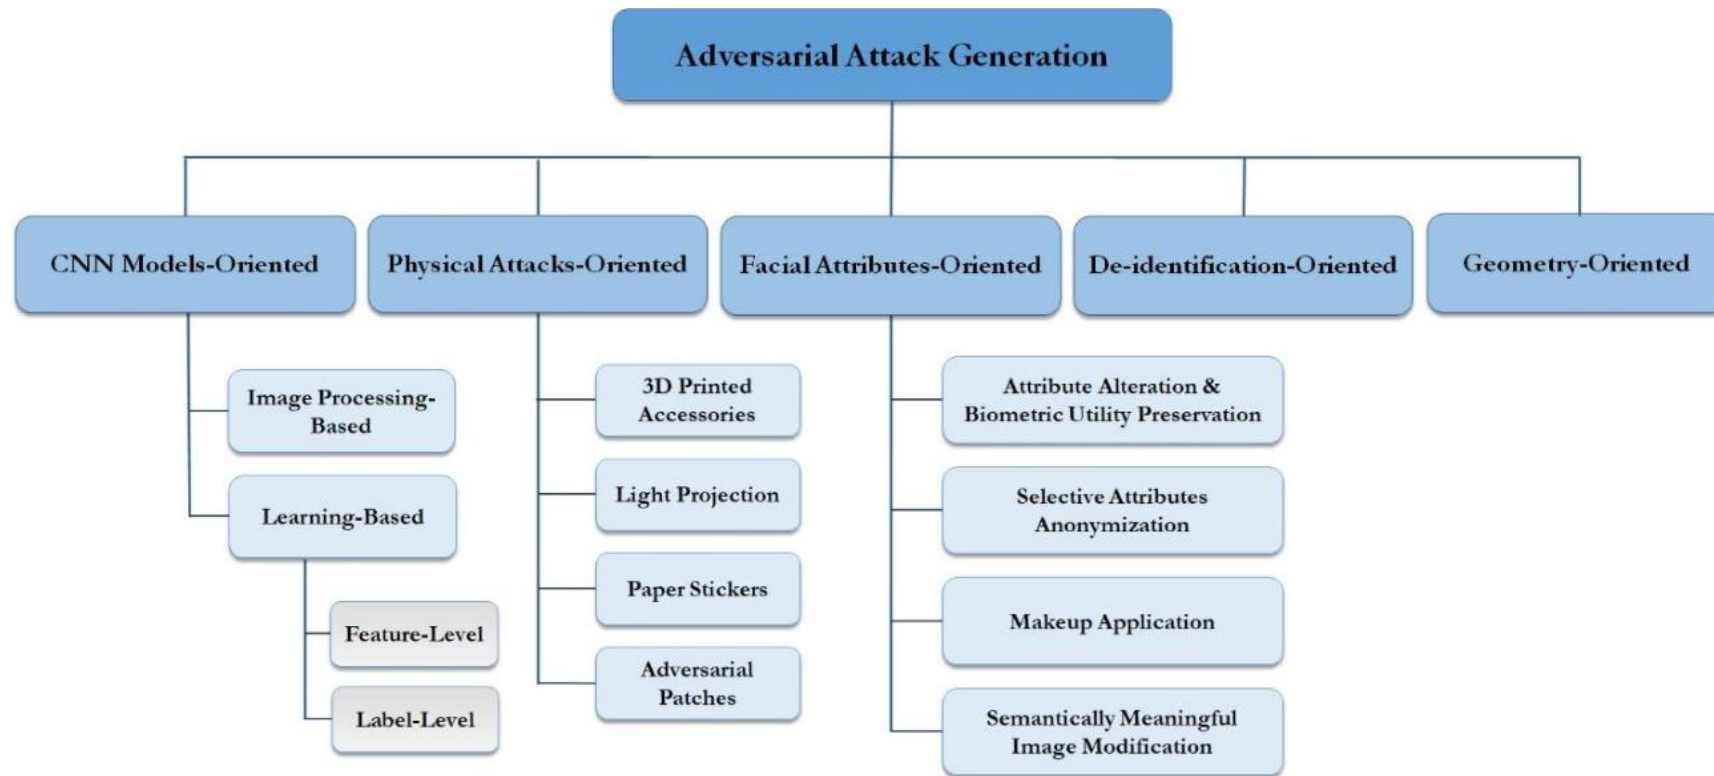 Adversarial Attack Generation
CNN Models-Oriented
Physical Attacks-Oriented
Facial Attributes-Oriented
De-identification-Oriented
Geometry-Oriented
Image Processing-
Based
Learning-Based
Feature-Level
Label-Level
3D Printed
Accessories
Light Projection
Paper Stickers
Adversarial
Patches
Attribute Alteration &
Biometric Utility Preservation
Selective Attributes
Anonymization
Makeup Application
Semantically Meaningful
Image Modification